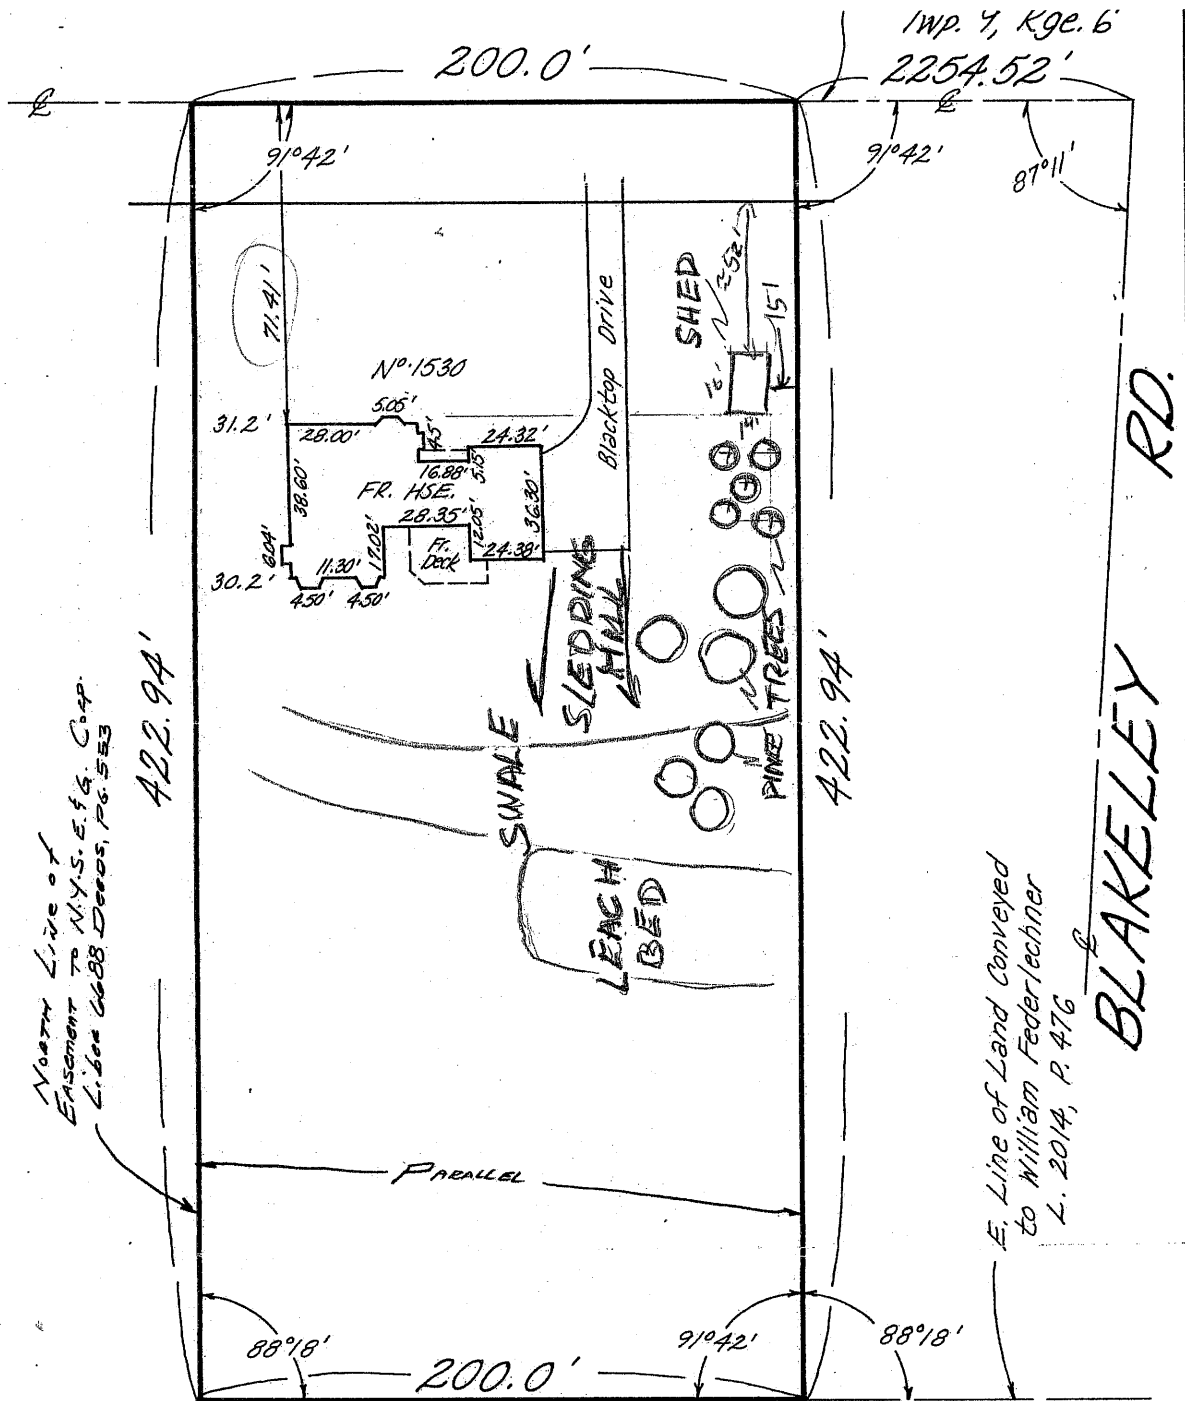 Twp. 9, Rge. 6
200.0'
2254.52'
℄
℄
91°42'
91°42'
87°11'
71.41'
SHED
≈52'
15'
16'
14'
Blacktop Drive
Nº 1530
31.2'
28.00'
5.05'
4.5'
24.32'
16.88'
5.15'
38.60'
FR. HSE.
28.35'
36.30'
12.05'
17.02'
6.04'
Fr.
Deck
24.38'
11.30'
30.2'
4.50'
4.50'
RD.
SLEDDING
HILL
PINE TREES
422.94'
422.94'
SWALE
BLAKELEY
℄
LEACH
BED
North Line of
Easement to N.Y.S. E. & G. Corp.
Liber 6688 Deeds, PG. 553
E. Line of Land Conveyed
to William Federlechner
L. 2014, P. 476
PARALLEL
88°18'
91°42'
88°18'
200.0'